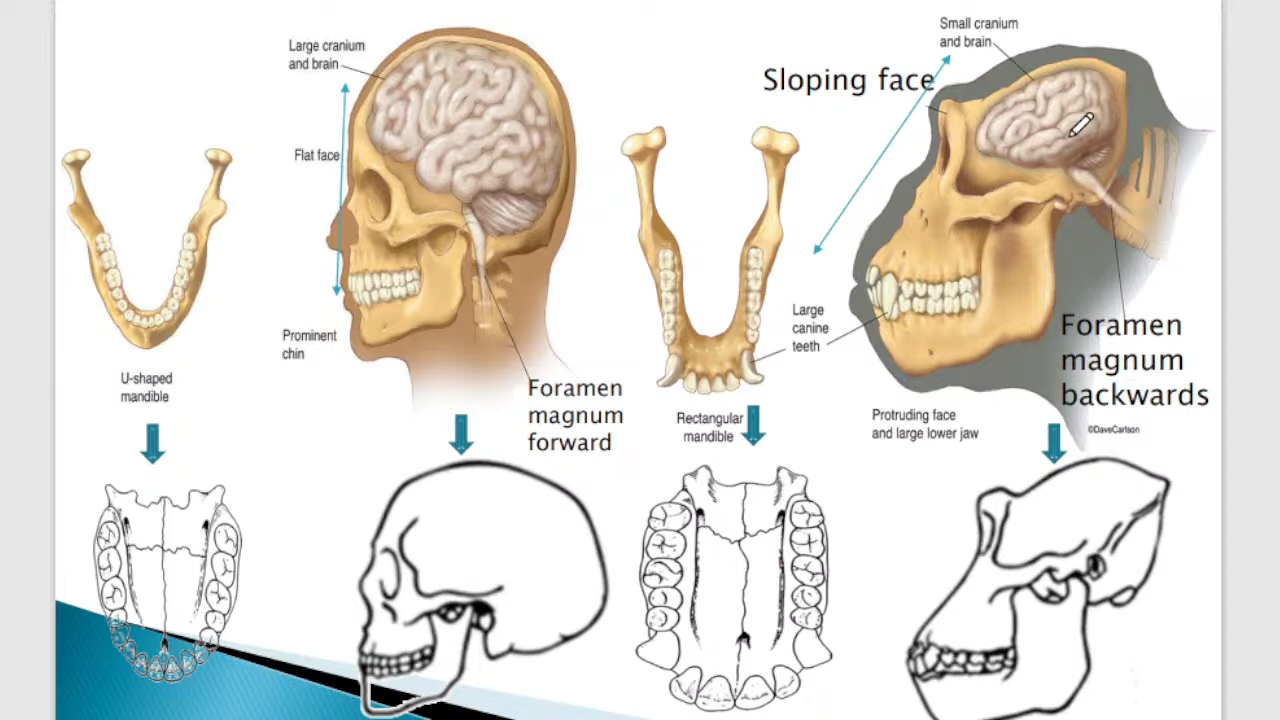 Large cranium
and brain
Flat face
Prominent
chin
U-shaped
mandible
Foramen
magnum
forward
Sloping face
Small cranium
and brain
Large
canine
teeth
Rectangular
mandible
Protruding face
and large lower jaw
Foramen
magnum
backwards
©DaveCarlson